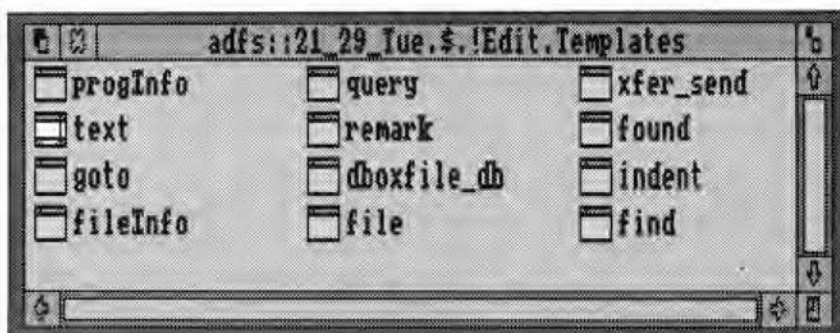 adfs::21_29_Tue.$.!Edit.Templates
progInfo query xfer_send
text remark found
goto dboxfile_db indent
fileInfo file find